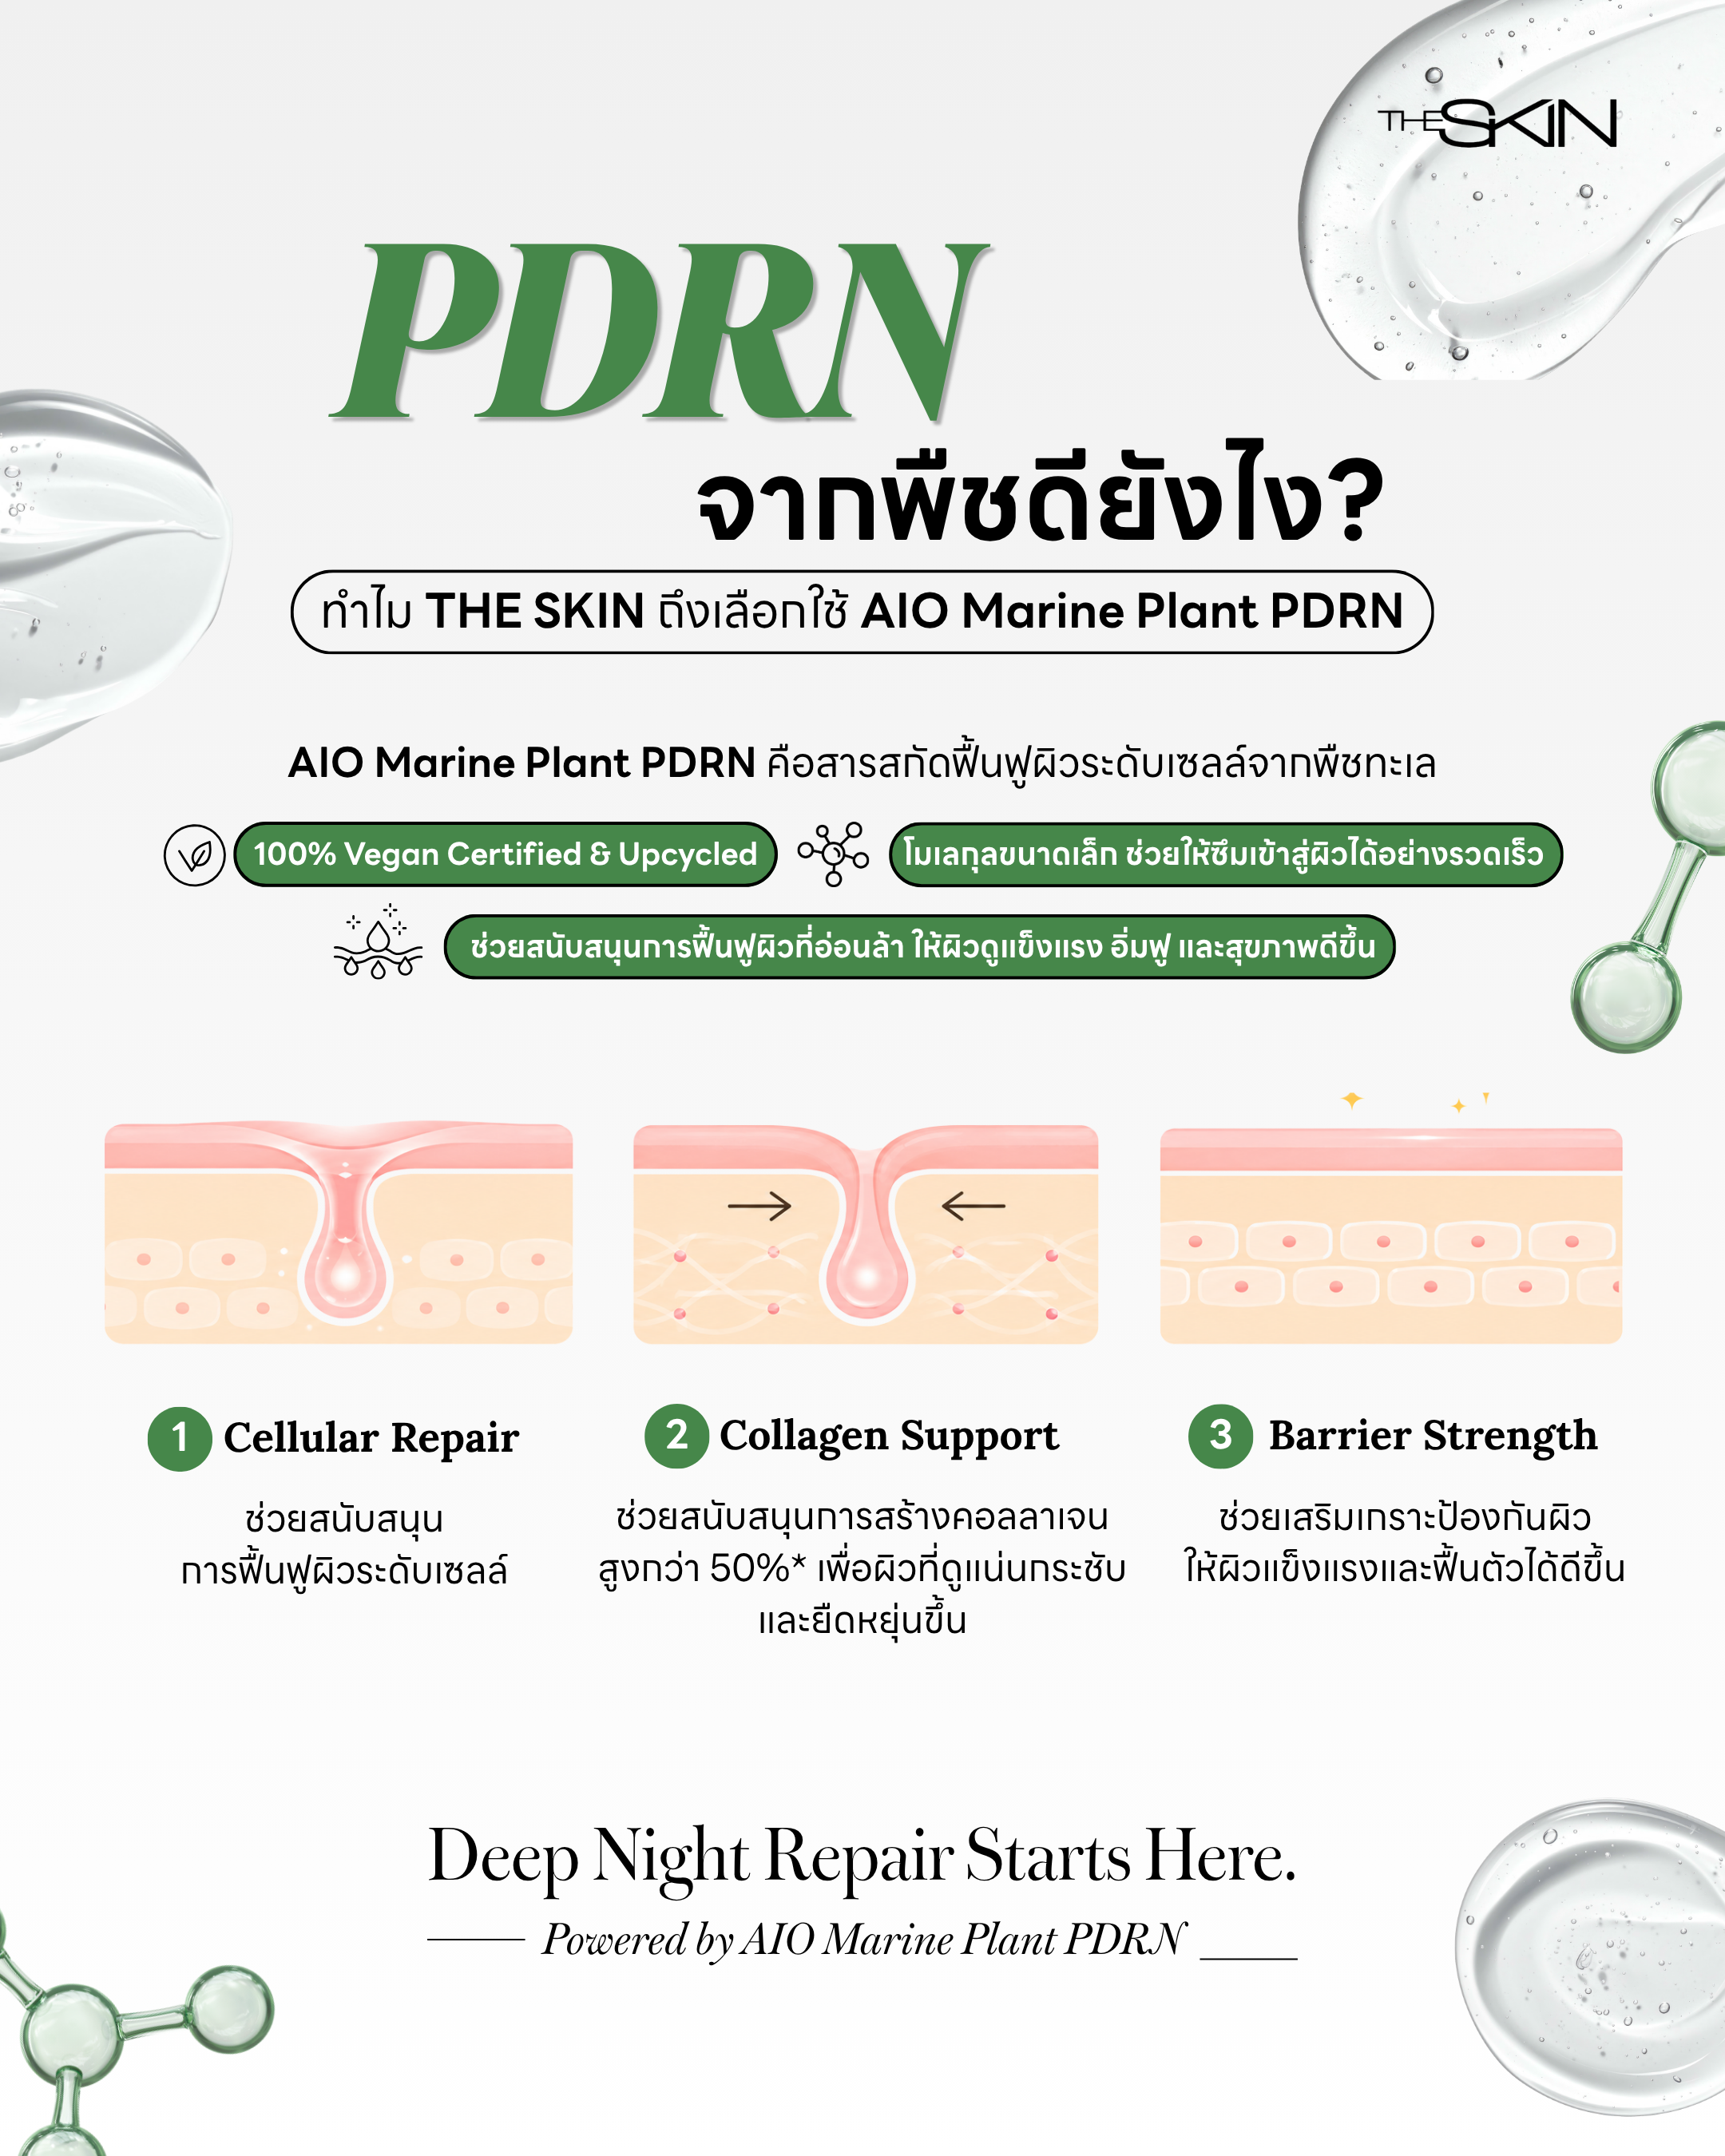 THE SKIN
PDRN
จากพืชดียังไง?
ทำไม THE SKIN ถึงเลือกใช้ AIO Marine Plant PDRN
AIO Marine Plant PDRN คือสารสกัดฟื้นฟูผิวระดับเซลล์จากพืชทะเล
100% Vegan Certified & Upcycled
โมเลกุลขนาดเล็ก ช่วยให้ซึมเข้าสู่ผิวได้อย่างรวดเร็ว
ช่วยสนับสนุนการฟื้นฟูผิวที่อ่อนล้า ให้ผิวดูแข็งแรง อิ่มฟู และสุขภาพดีขึ้น
1 Cellular Repair
ช่วยสนับสนุน
การฟื้นฟูผิวระดับเซลล์
2 Collagen Support
ช่วยสนับสนุนการสร้างคอลลาเจน
สูงกว่า 50%* เพื่อผิวที่ดูแน่นกระชับ
และยืดหยุ่นขึ้น
3 Barrier Strength
ช่วยเสริมเกราะป้องกันผิว
ให้ผิวแข็งแรงและฟื้นตัวได้ดีขึ้น
Deep Night Repair Starts Here.
Powered by AIO Marine Plant PDRN